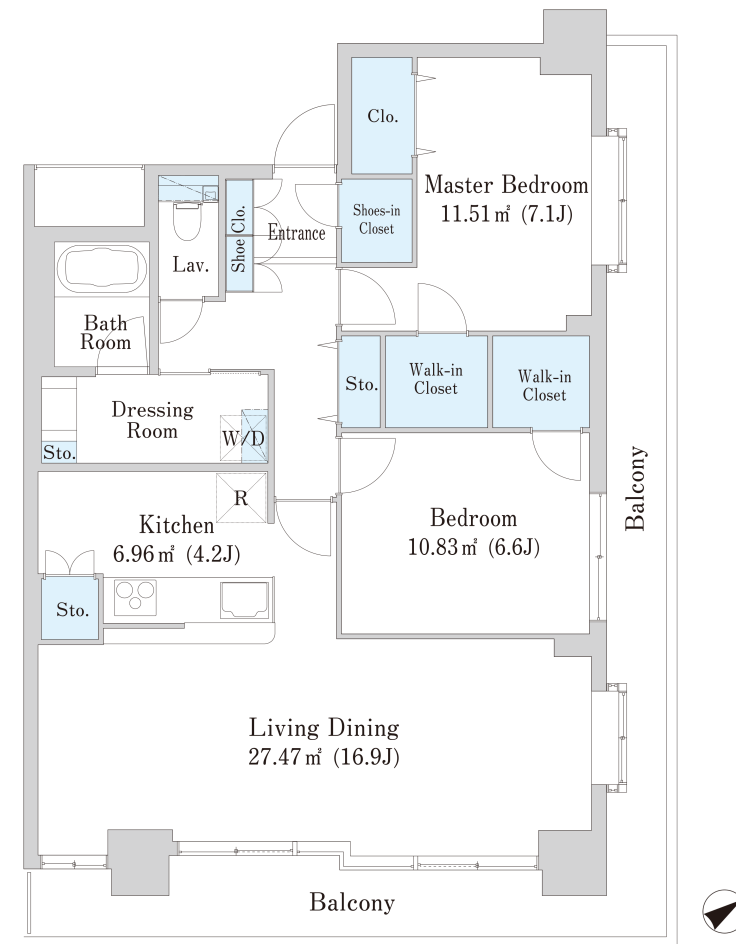 Clo.
Master Bedroom
11.51㎡ (7.1J)
Shoes-in
Closet
Shoe Clo.
Entrance
Lav.
Bath
Room
Walk-in
Closet
Walk-in
Closet
Sto.
Dressing
Room
W/D
Sto.
R
Kitchen
6.96㎡ (4.2J)
Bedroom
10.83㎡ (6.6J)
Balcony
Sto.
Living Dining
27.47㎡ (16.9J)
Balcony